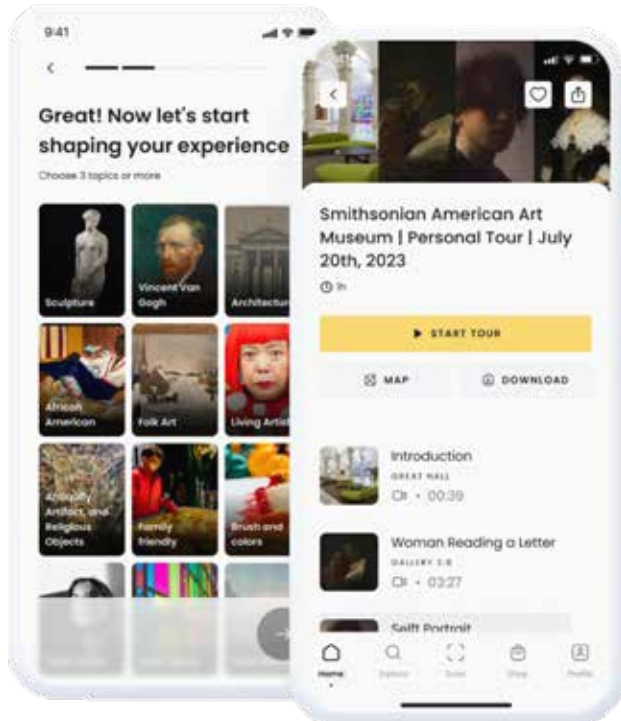 9:41
Great! Now let's start
shaping your experience
Choose 3 topics or more
Sculpture
Vincent Van
Gogh
Architectur
African
American
Folk Art
Living Artist
Antiquity,
Artifact, and
Religious
Objects
Family
friendly
Brush and
colors
Smithsonian American Art
Museum | Personal Tour | July
20th, 2023
1h
START TOUR
MAP
DOWNLOAD
Introduction
GREAT HALL
00:39
Woman Reading a Letter
GALLERY 2.8
03:27
Selft Portrait
Home
Explore
Scan
Shop
Profile